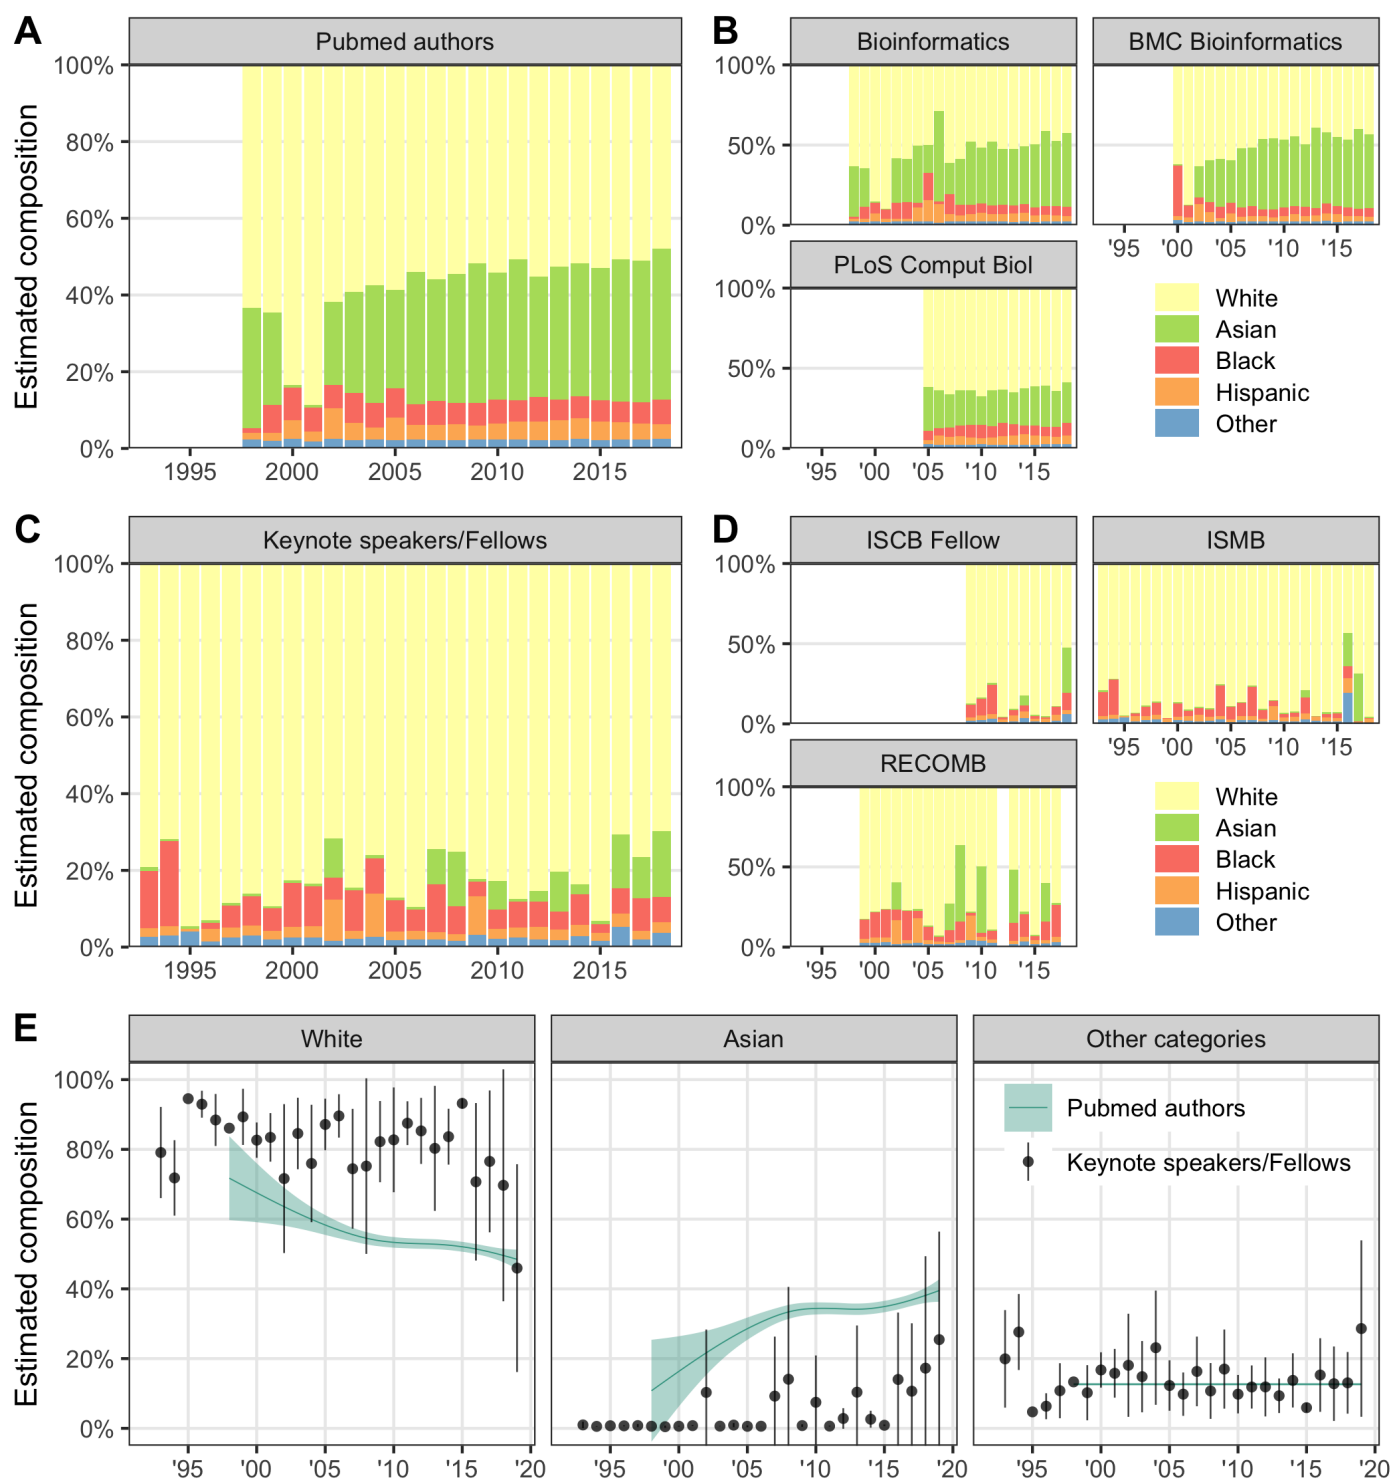 A
Pubmed authors
Estimated composition
100%
80%
60%
40%
20%
0%
1995 2000 2005 2010 2015
B
Bioinformatics
BMC Bioinformatics
100%
50%
0%
'95 '00 '05 '10 '15
PLoS Comput Biol
100%
50%
0%
'95 '00 '05 '10 '15
White
Asian
Black
Hispanic
Other
C
Keynote speakers/Fellows
Estimated composition
100%
80%
60%
40%
20%
0%
1995 2000 2005 2010 2015
D
ISCB Fellow
ISMB
100%
50%
0%
'95 '00 '05 '10 '15
RECOMB
100%
50%
0%
'95 '00 '05 '10 '15
White
Asian
Black
Hispanic
Other
E
White
Asian
Other categories
Estimated composition
100%
80%
60%
40%
20%
0%
Pubmed authors
Keynote speakers/Fellows
'95 '00 '05 '10 '15 '20
'95 '00 '05 '10 '15 '20
'95 '00 '05 '10 '15 '20